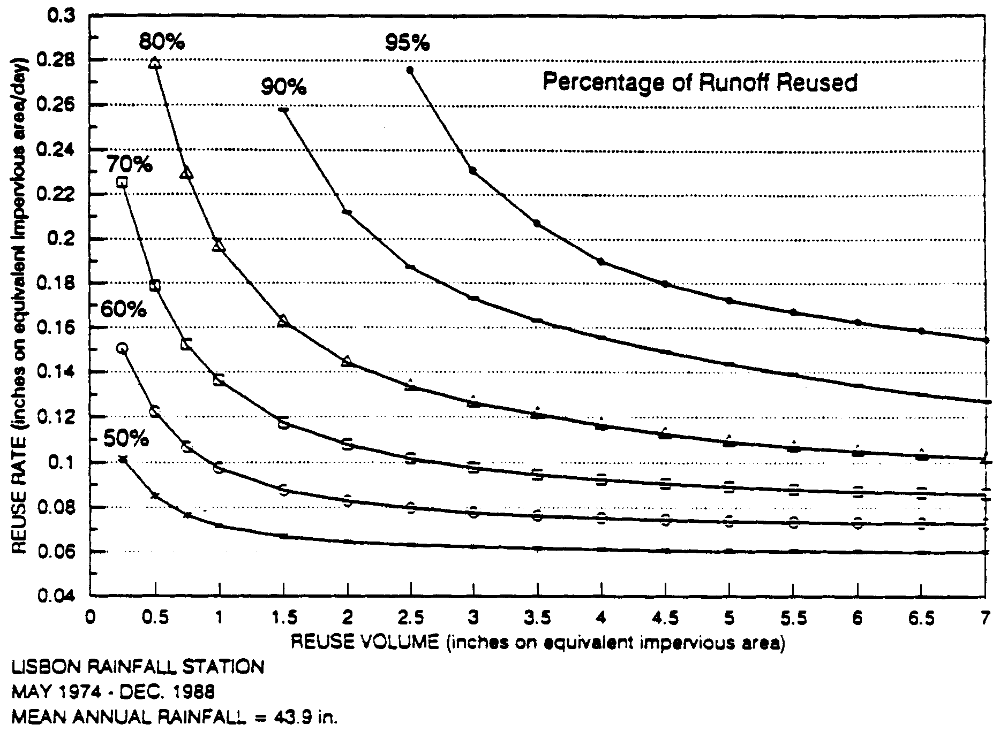 0.3
80%
95%
0.28
Percentage of Runoff Reused
90%
0.26
0.24
70%
0.22
0.2
0.18
60%
0.16
0.14
0.12
50%
0.1
0.08
0.06
0.04
REUSE RATE (inches on equivalent impervious area/day)
0 0.5 1 1.5 2 2.5 3 3.5 4 4.5 5 5.5 6 6.5 7
REUSE VOLUME (inches on equivalent impervious area)
LISBON RAINFALL STATION
MAY 1974 - DEC. 1988
MEAN ANNUAL RAINFALL = 43.9 in.